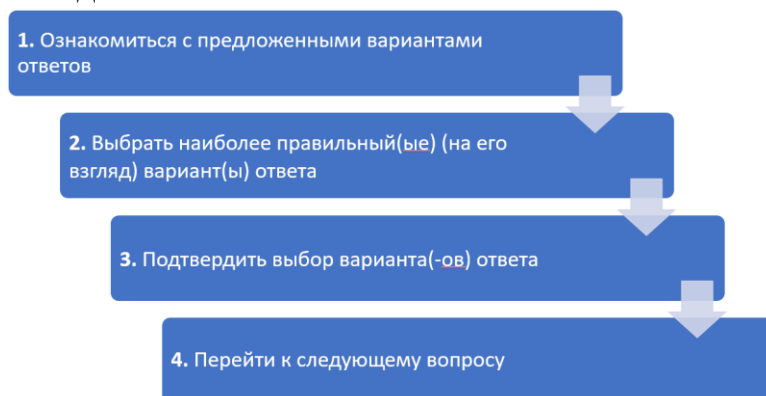 1. Ознакомиться с предложенными вариантами
ответов
2. Выбрать наиболее правильный(ые) (на его
взгляд) вариант(ы) ответа
3. Подтвердить выбор варианта(-ов) ответа
4. Перейти к следующему вопросу